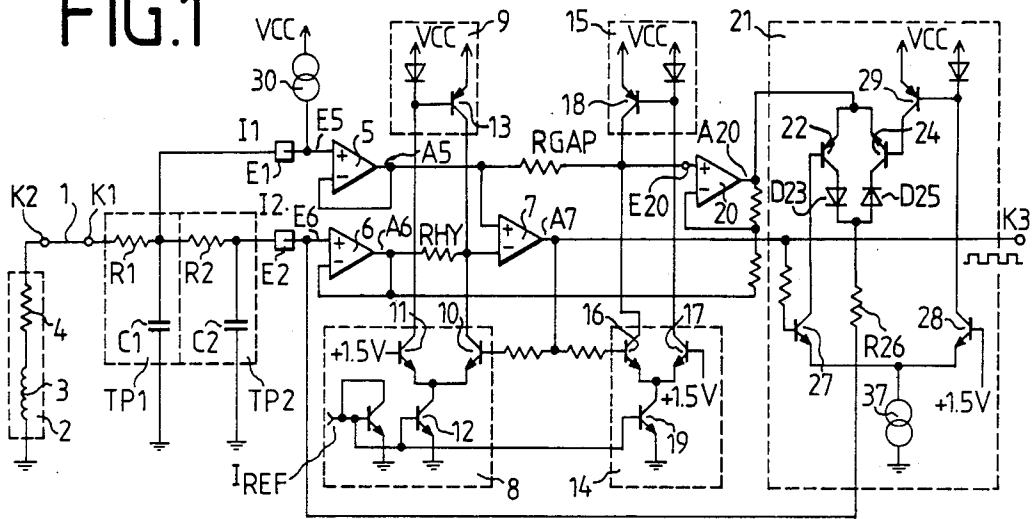 FIG.1
VCC 30
VCC 9
13
15 VCC
18
21
VCC
29
22 24
D23 D25
I1 E5 5 A5
E1
RGAP
A20
E20 20
K2 1 K1
I2. E6 6 A6 RHY 7 A7
E2
K3
R1 R2
4
3
2
C1 C2
TP1 TP2
11 10
+1.5V
12
IREF
8
16 17
+1.5V
19
14
R26
27
28
37
+1.5V